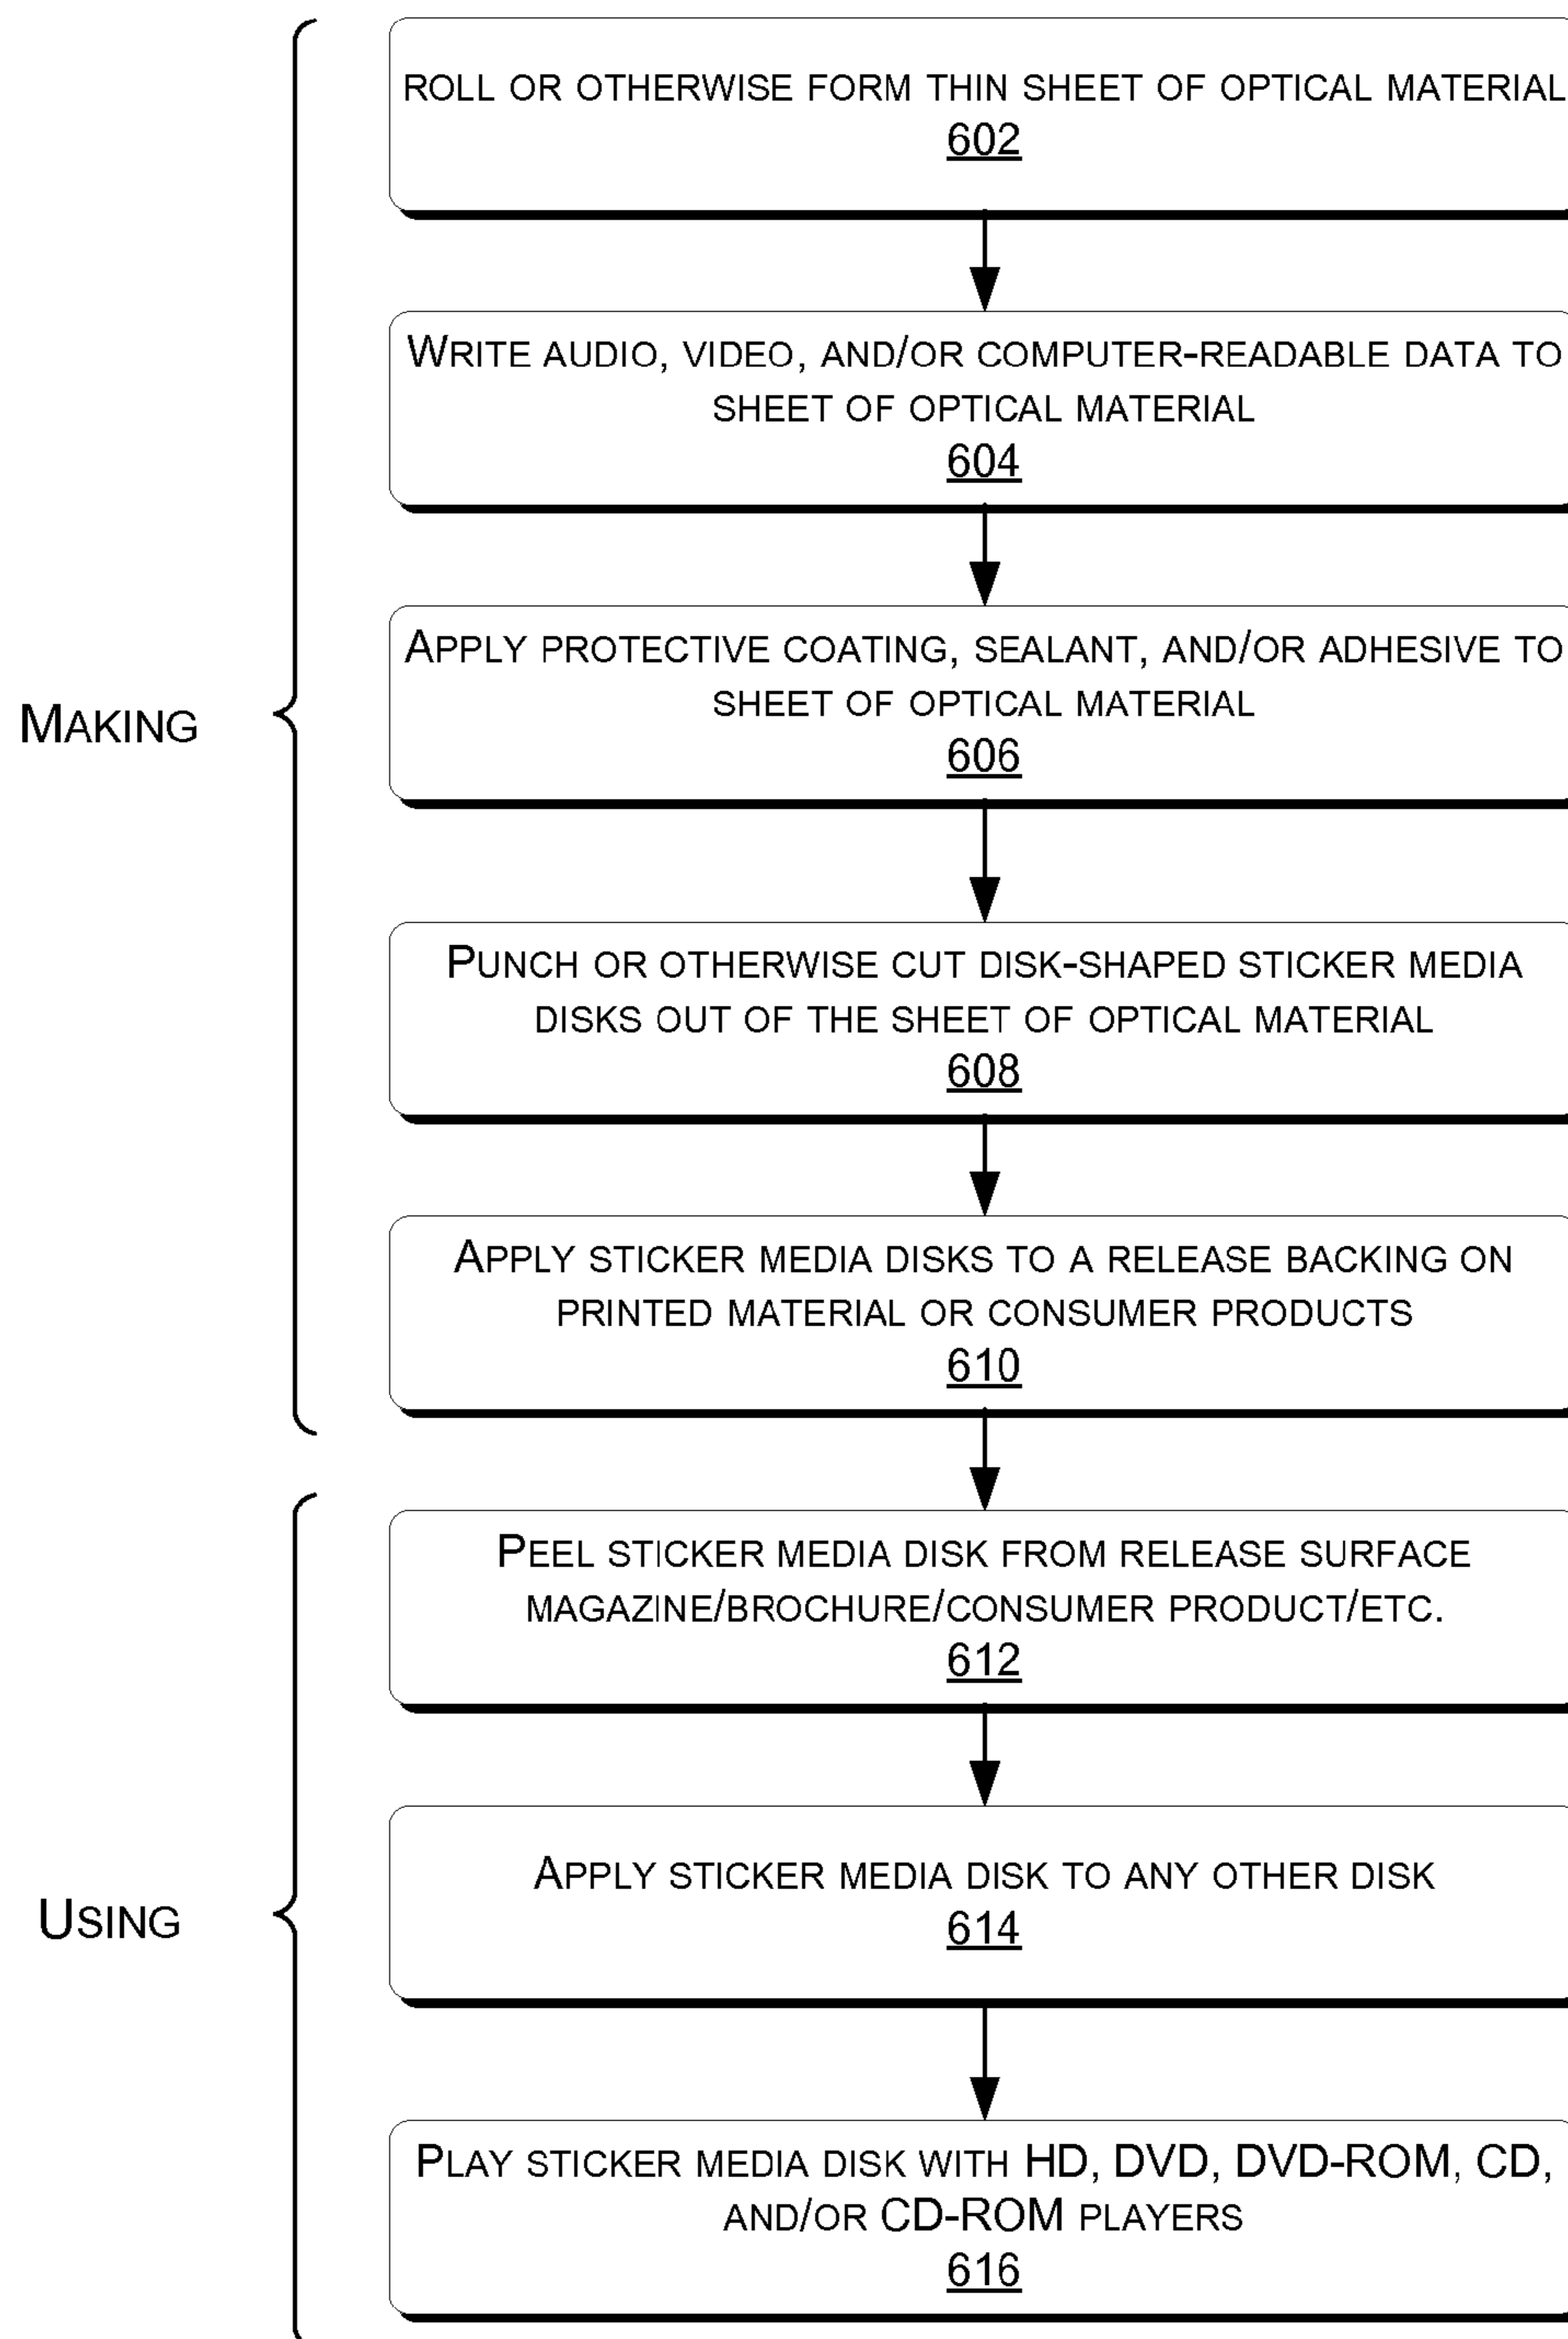 ROLL OR OTHERWISE FORM THIN SHEET OF OPTICAL MATERIAL
602
WRITE AUDIO, VIDEO, AND/OR COMPUTER-READABLE DATA TO
SHEET OF OPTICAL MATERIAL
604
APPLY PROTECTIVE COATING, SEALANT, AND/OR ADHESIVE TO
SHEET OF OPTICAL MATERIAL
606
MAKING
PUNCH OR OTHERWISE CUT DISK-SHAPED STICKER MEDIA
DISKS OUT OF THE SHEET OF OPTICAL MATERIAL
608
APPLY STICKER MEDIA DISKS TO A RELEASE BACKING ON
PRINTED MATERIAL OR CONSUMER PRODUCTS
610
PEEL STICKER MEDIA DISK FROM RELEASE SURFACE
MAGAZINE/BROCHURE/CONSUMER PRODUCT/ETC.
612
USING
APPLY STICKER MEDIA DISK TO ANY OTHER DISK
614
PLAY STICKER MEDIA DISK WITH HD, DVD, DVD-ROM, CD,
AND/OR CD-ROM PLAYERS
616